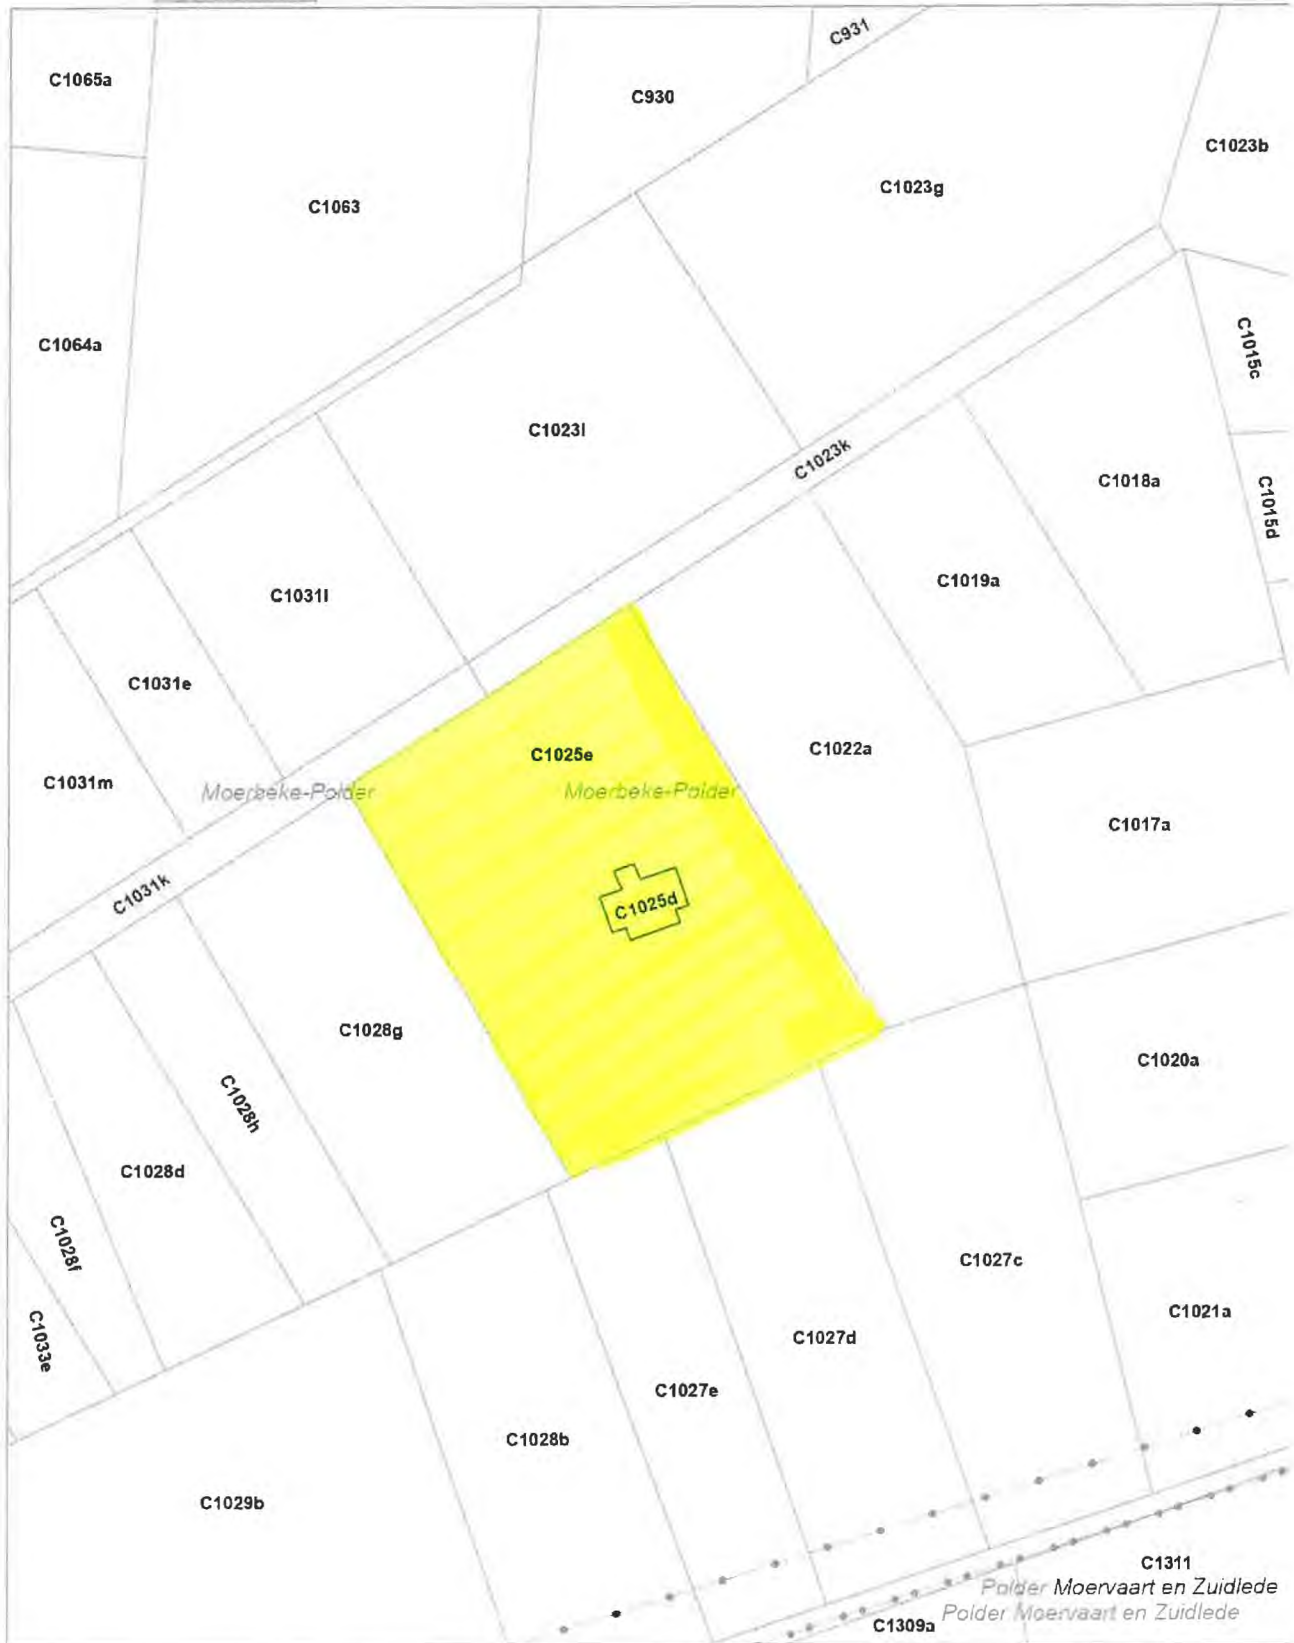 C931
C1065a
C930
C1023b
C1023g
C1063
C1064a
C1015c
C1023l
C1023k
C1018a
C1015d
C1019a
C1031l
C1031e
C1025e
C1022a
C1031m
Moerbeke-Polder
Moerbeke-Polder
C1017a
C1031k
C1025d
C1028g
C1020a
C1028h
C1028d
C1028f
C1027c
C1021a
C1033e
C1027d
C1027e
C1028b
C1029b
C1311
Polder Moervaart en Zuidlede
Polder Moervaart en Zuidlede
C1309a